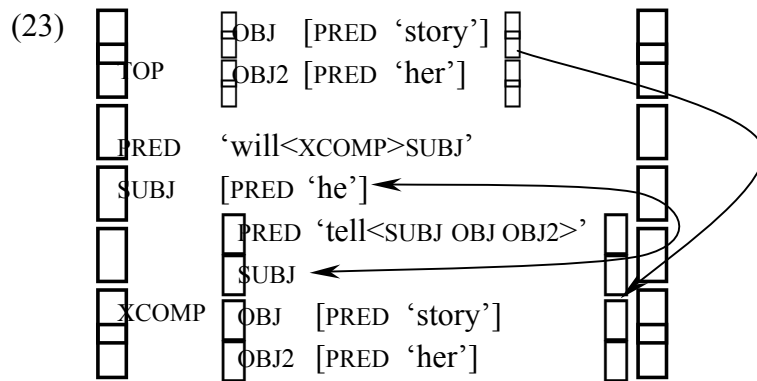 (23)
OBJ [PRED ‘story’]
TOP OBJ2 [PRED ‘her’]
PRED ‘will<XCOMP>SUBJ’
SUBJ [PRED ‘he’]
PRED ‘tell<SUBJ OBJ OBJ2>’
SUBJ
XCOMP OBJ [PRED ‘story’]
OBJ2 [PRED ‘her’]